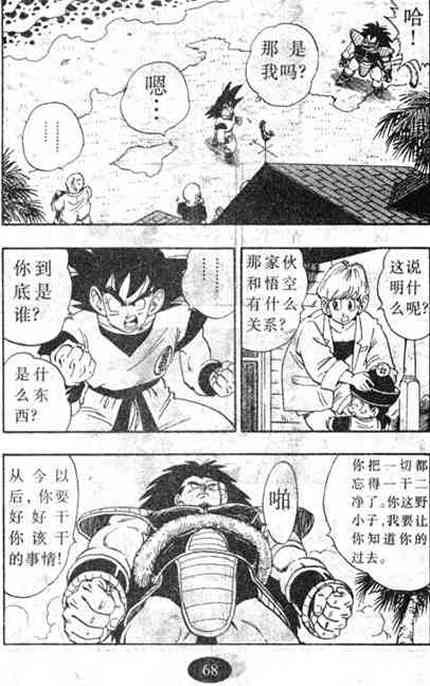 哈!
那是
我吗?
嗯…
………
这说
明什
么呢?
那家伙
和悟空
有什么
关系?
………
你到
底是
谁?
是什
么东
西?
你把一切都
忘得一干二
净了。你这野
小子,我要让
你知道你的
过去。
啪
从今以
后,你要
好好干
你该干
的事情!
68